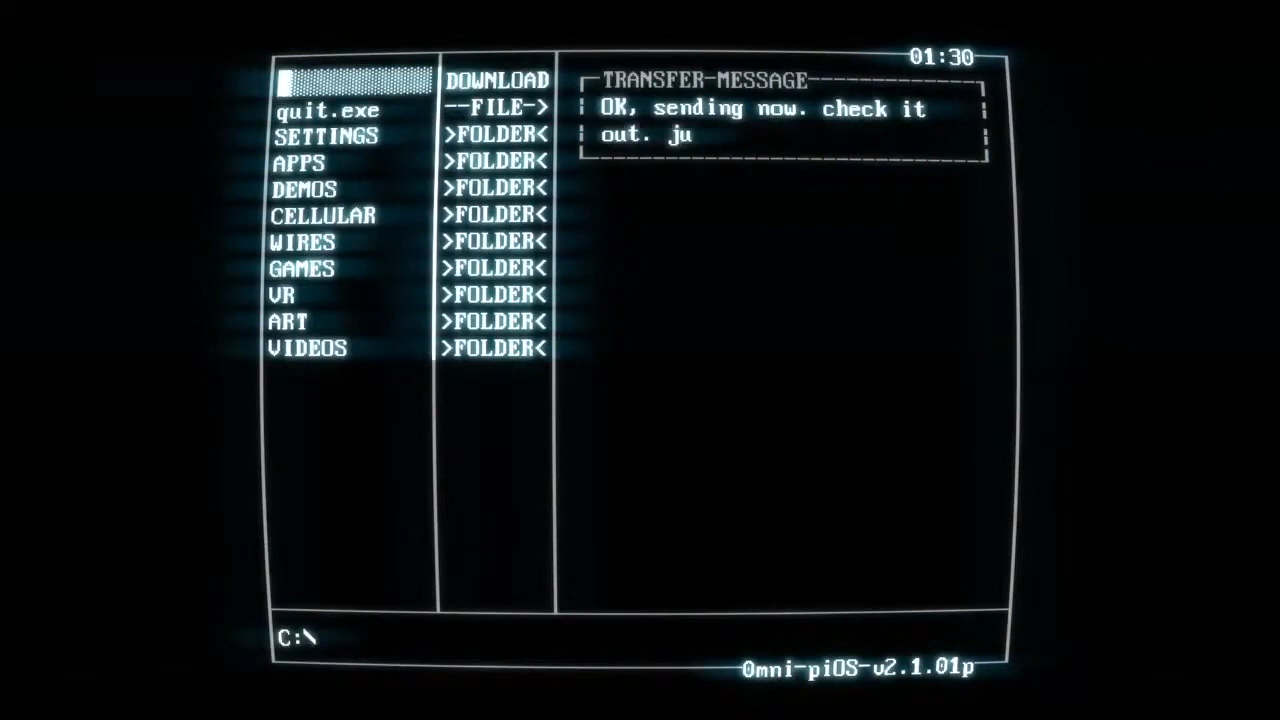 01:30
DOWNLOAD
quit.exe --FILE->
SETTINGS >FOLDER<
APPS >FOLDER<
DEMOS >FOLDER<
CELLULAR >FOLDER<
WIRES >FOLDER<
GAMES >FOLDER<
VR >FOLDER<
ART >FOLDER<
VIDEOS >FOLDER<
TRANSFER-MESSAGE
OK, sending now. check it
out. ju
C:\
0mni-piOS-v2.1.01p